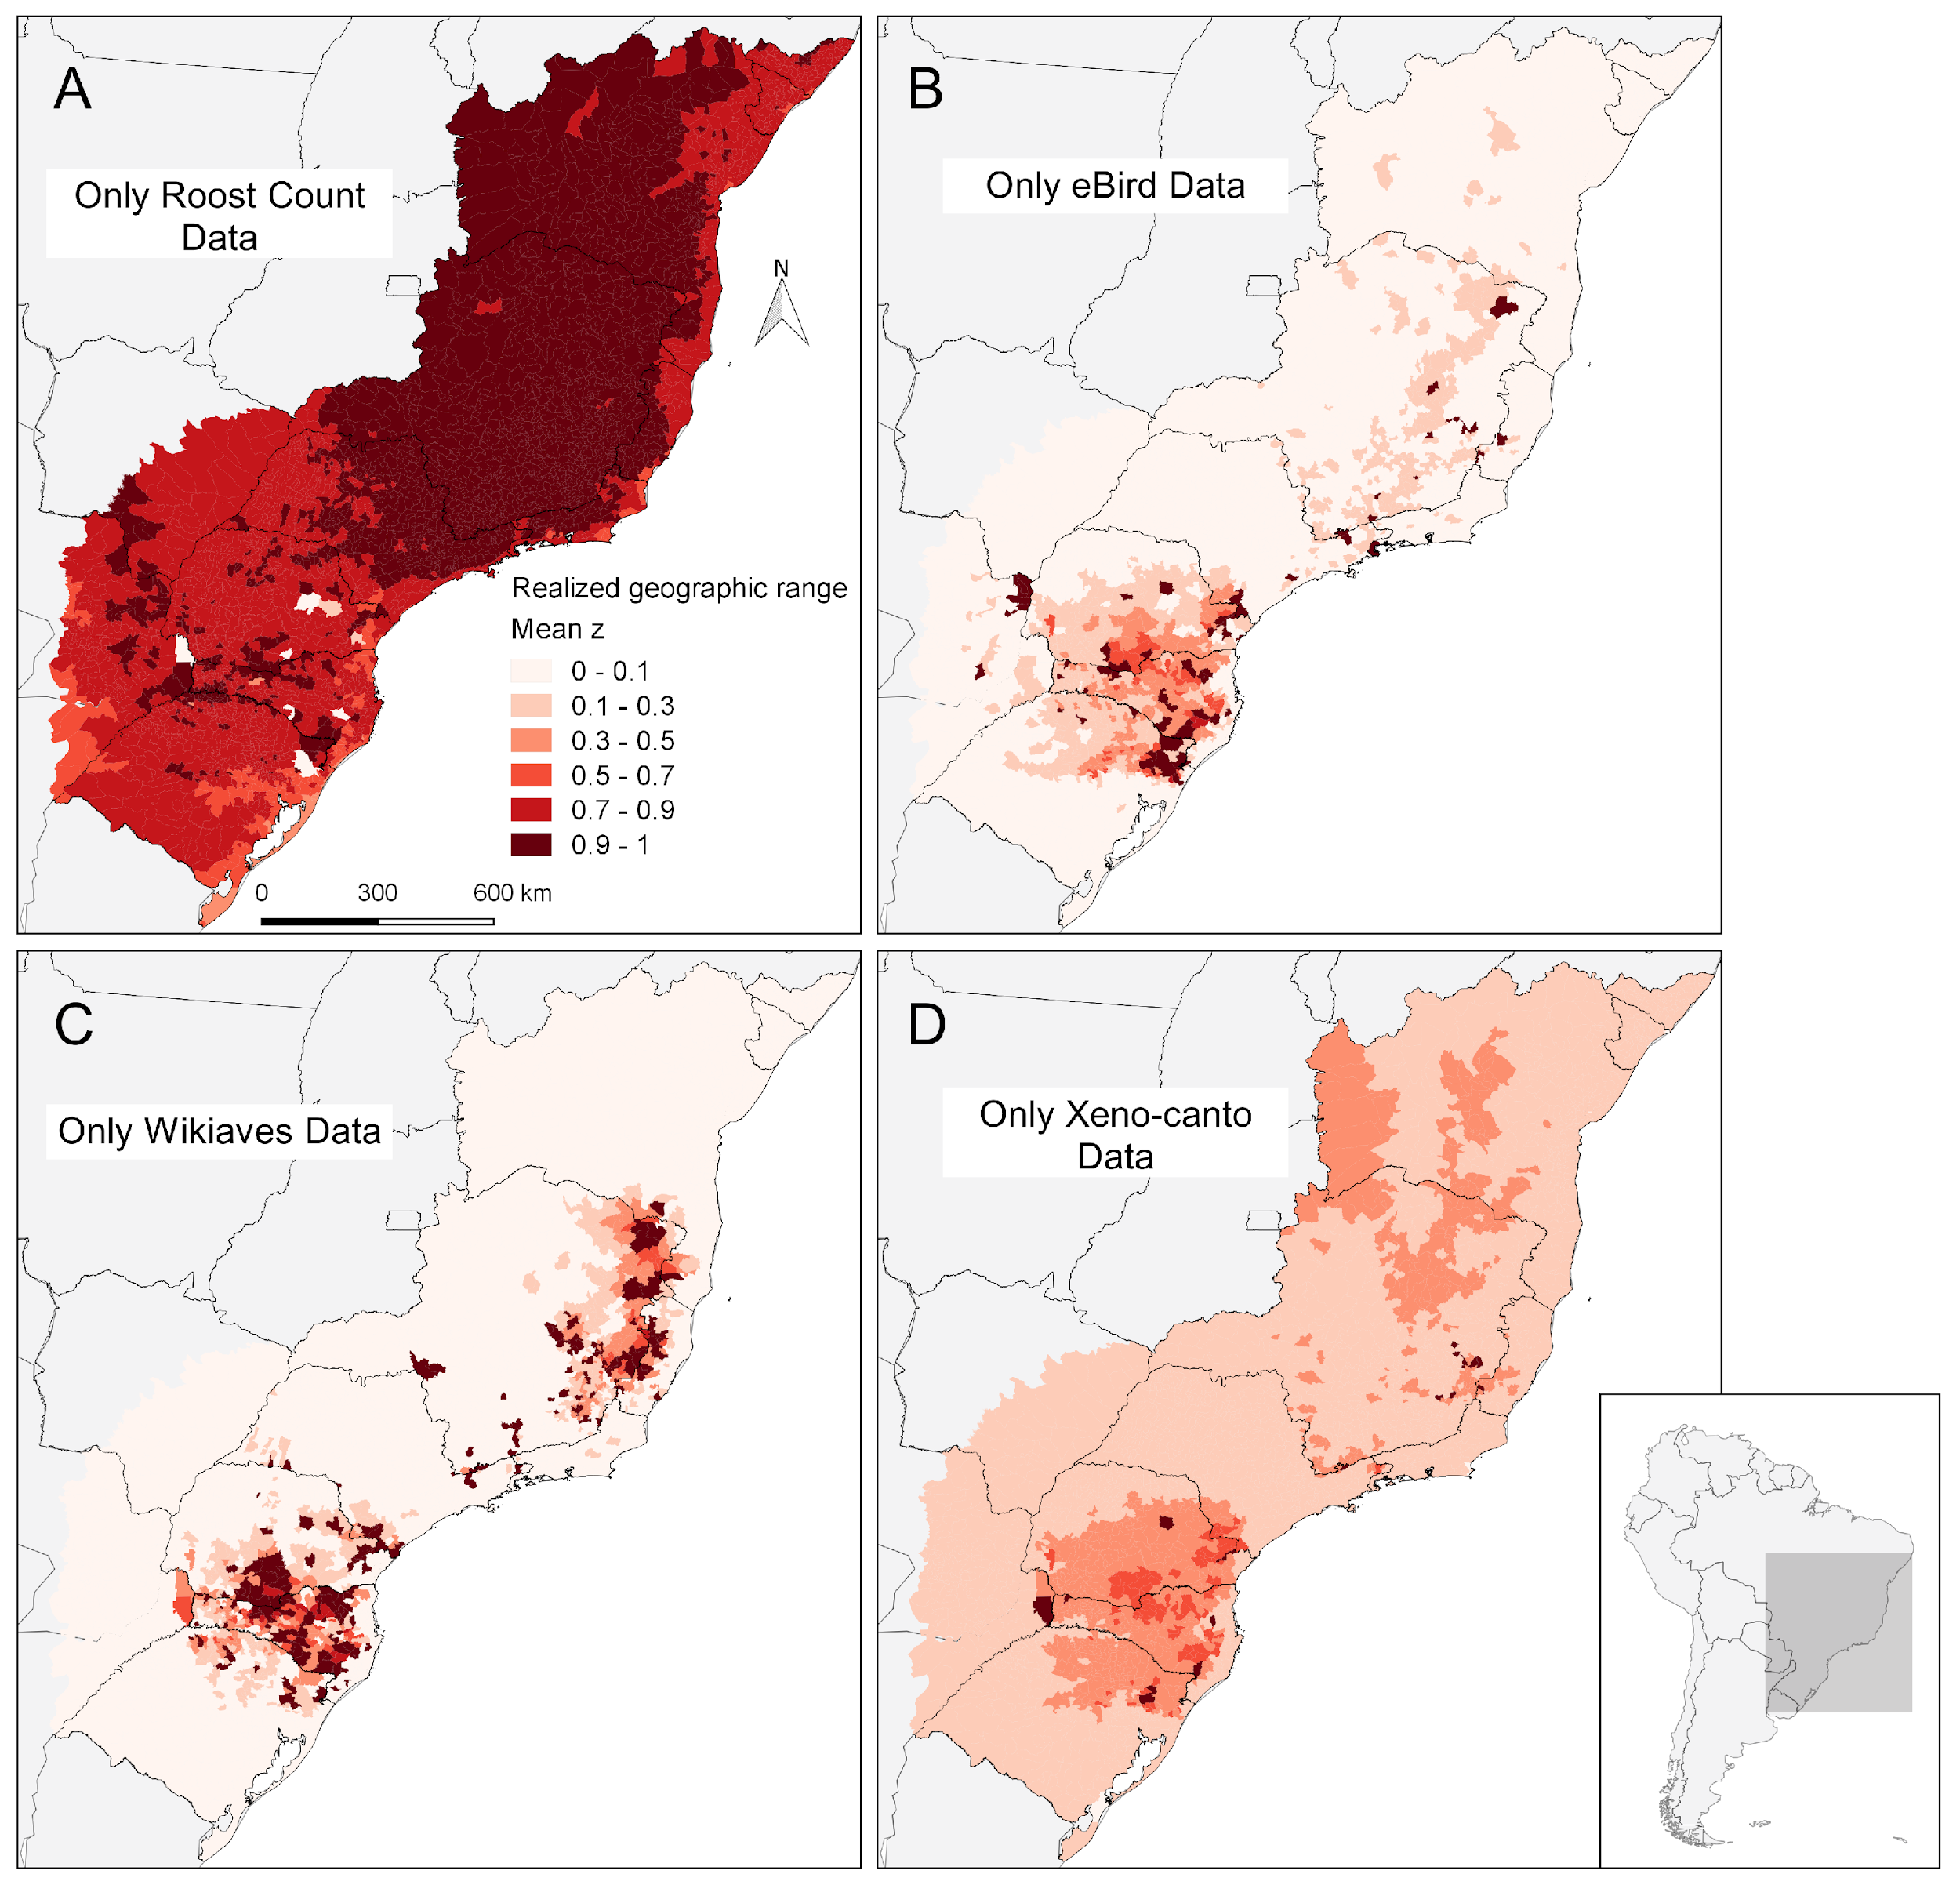 A
Only Roost Count
Data
N
Realized geographic range
Mean z
0 - 0.1
0.1 - 0.3
0.3 - 0.5
0.5 - 0.7
0.7 - 0.9
0.9 - 1
0 300 600 km
B
Only eBird Data
C
Only Wikiaves Data
D
Only Xeno-canto
Data